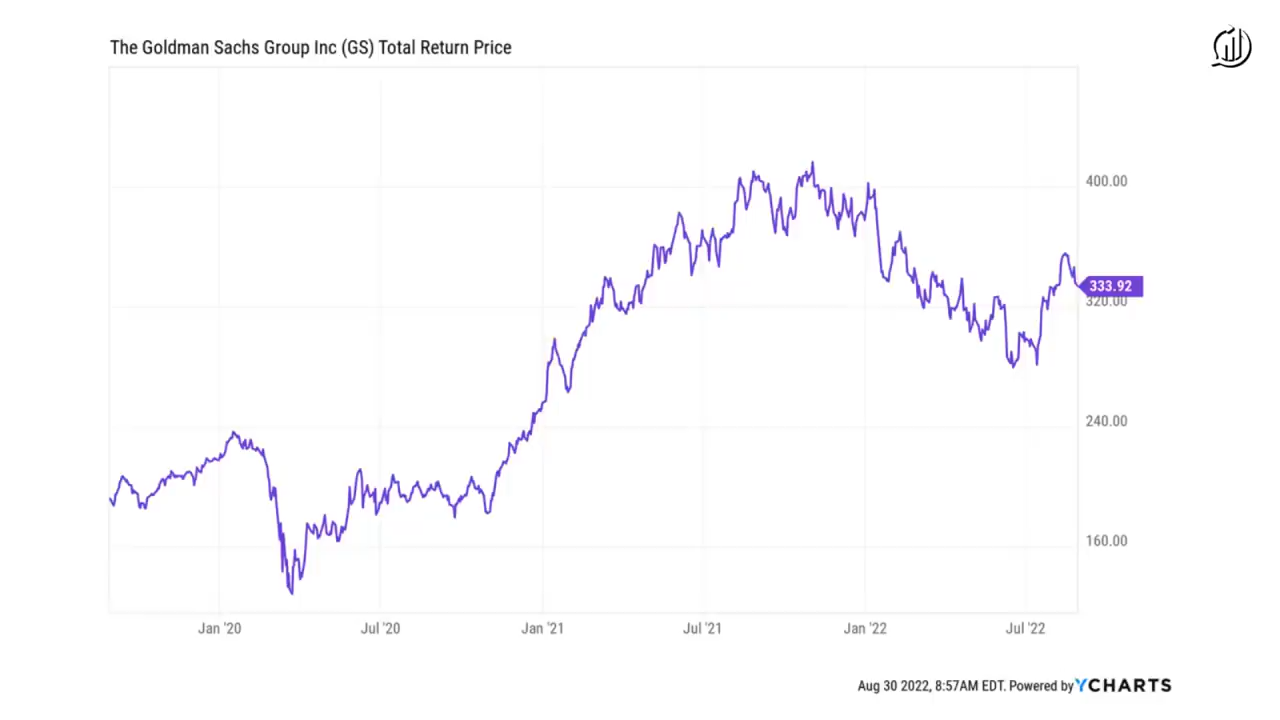 The Goldman Sachs Group Inc (GS) Total Return Price
400.00
333.92
320.00
240.00
160.00
Jan '20 Jul '20 Jan '21 Jul '21 Jan '22 Jul '22
Aug 30 2022, 8:57AM EDT. Powered by YCHARTS